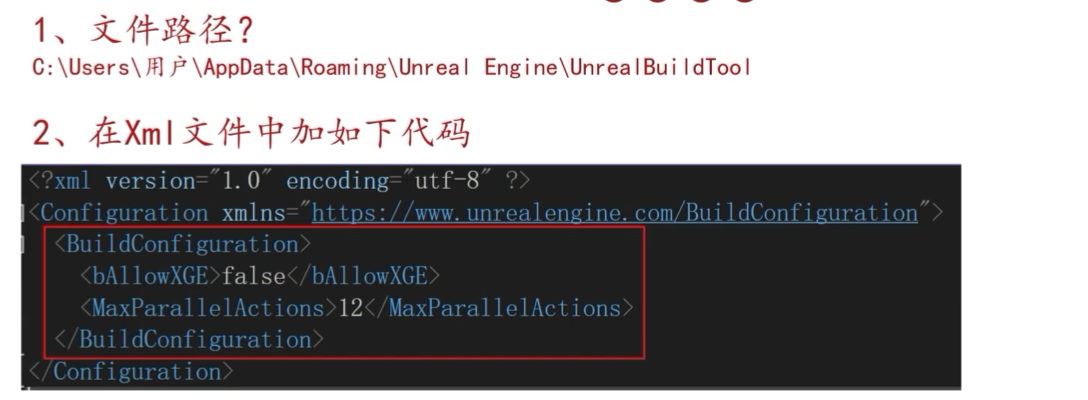 1、文件路径?
C:\Users\用户\AppData\Roaming\Unreal Engine\UnrealBuildTool
2、在Xml文件中加如下代码
<?xml version="1.0" encoding="utf-8" ?>
<Configuration xmlns="https://www.unrealengine.com/BuildConfiguration">
<BuildConfiguration>
<bAllowXGE>false</bAllowXGE>
<MaxParallelActions>12</MaxParallelActions>
</BuildConfiguration>
</Configuration>